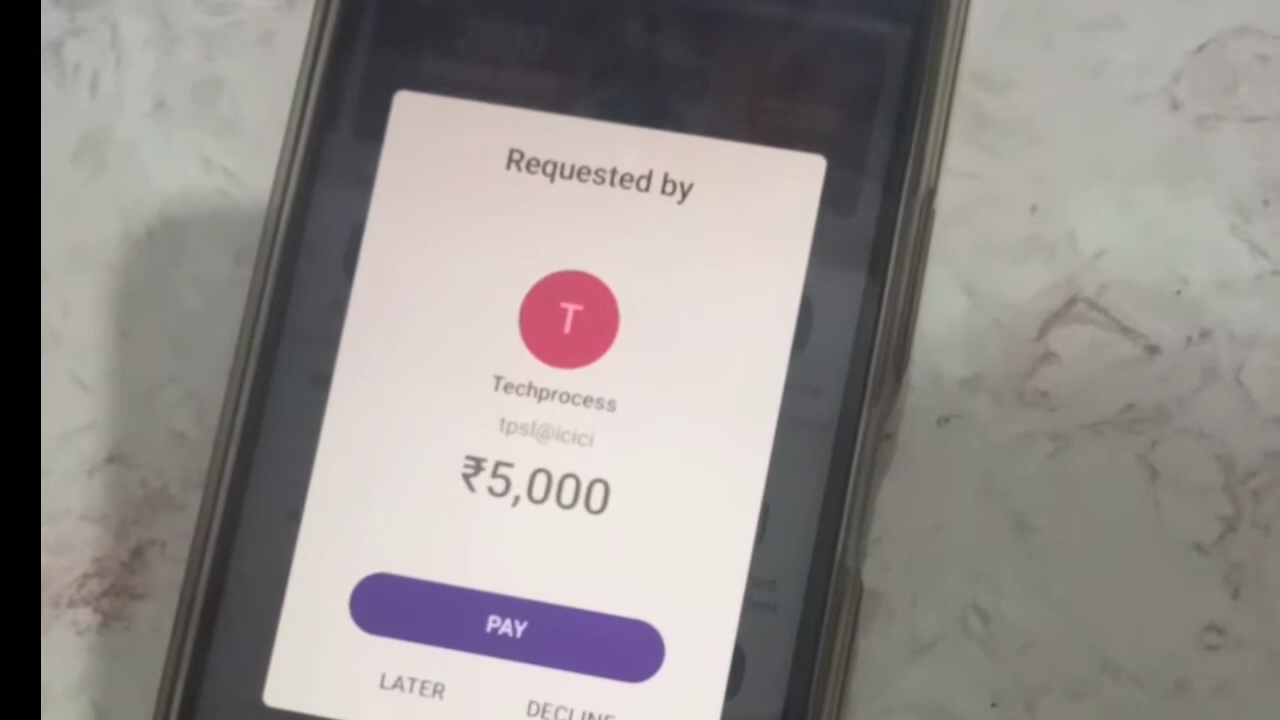 Requested by
T
Techprocess
tpsl@icici
₹5,000
PAY
LATER
DECLINE